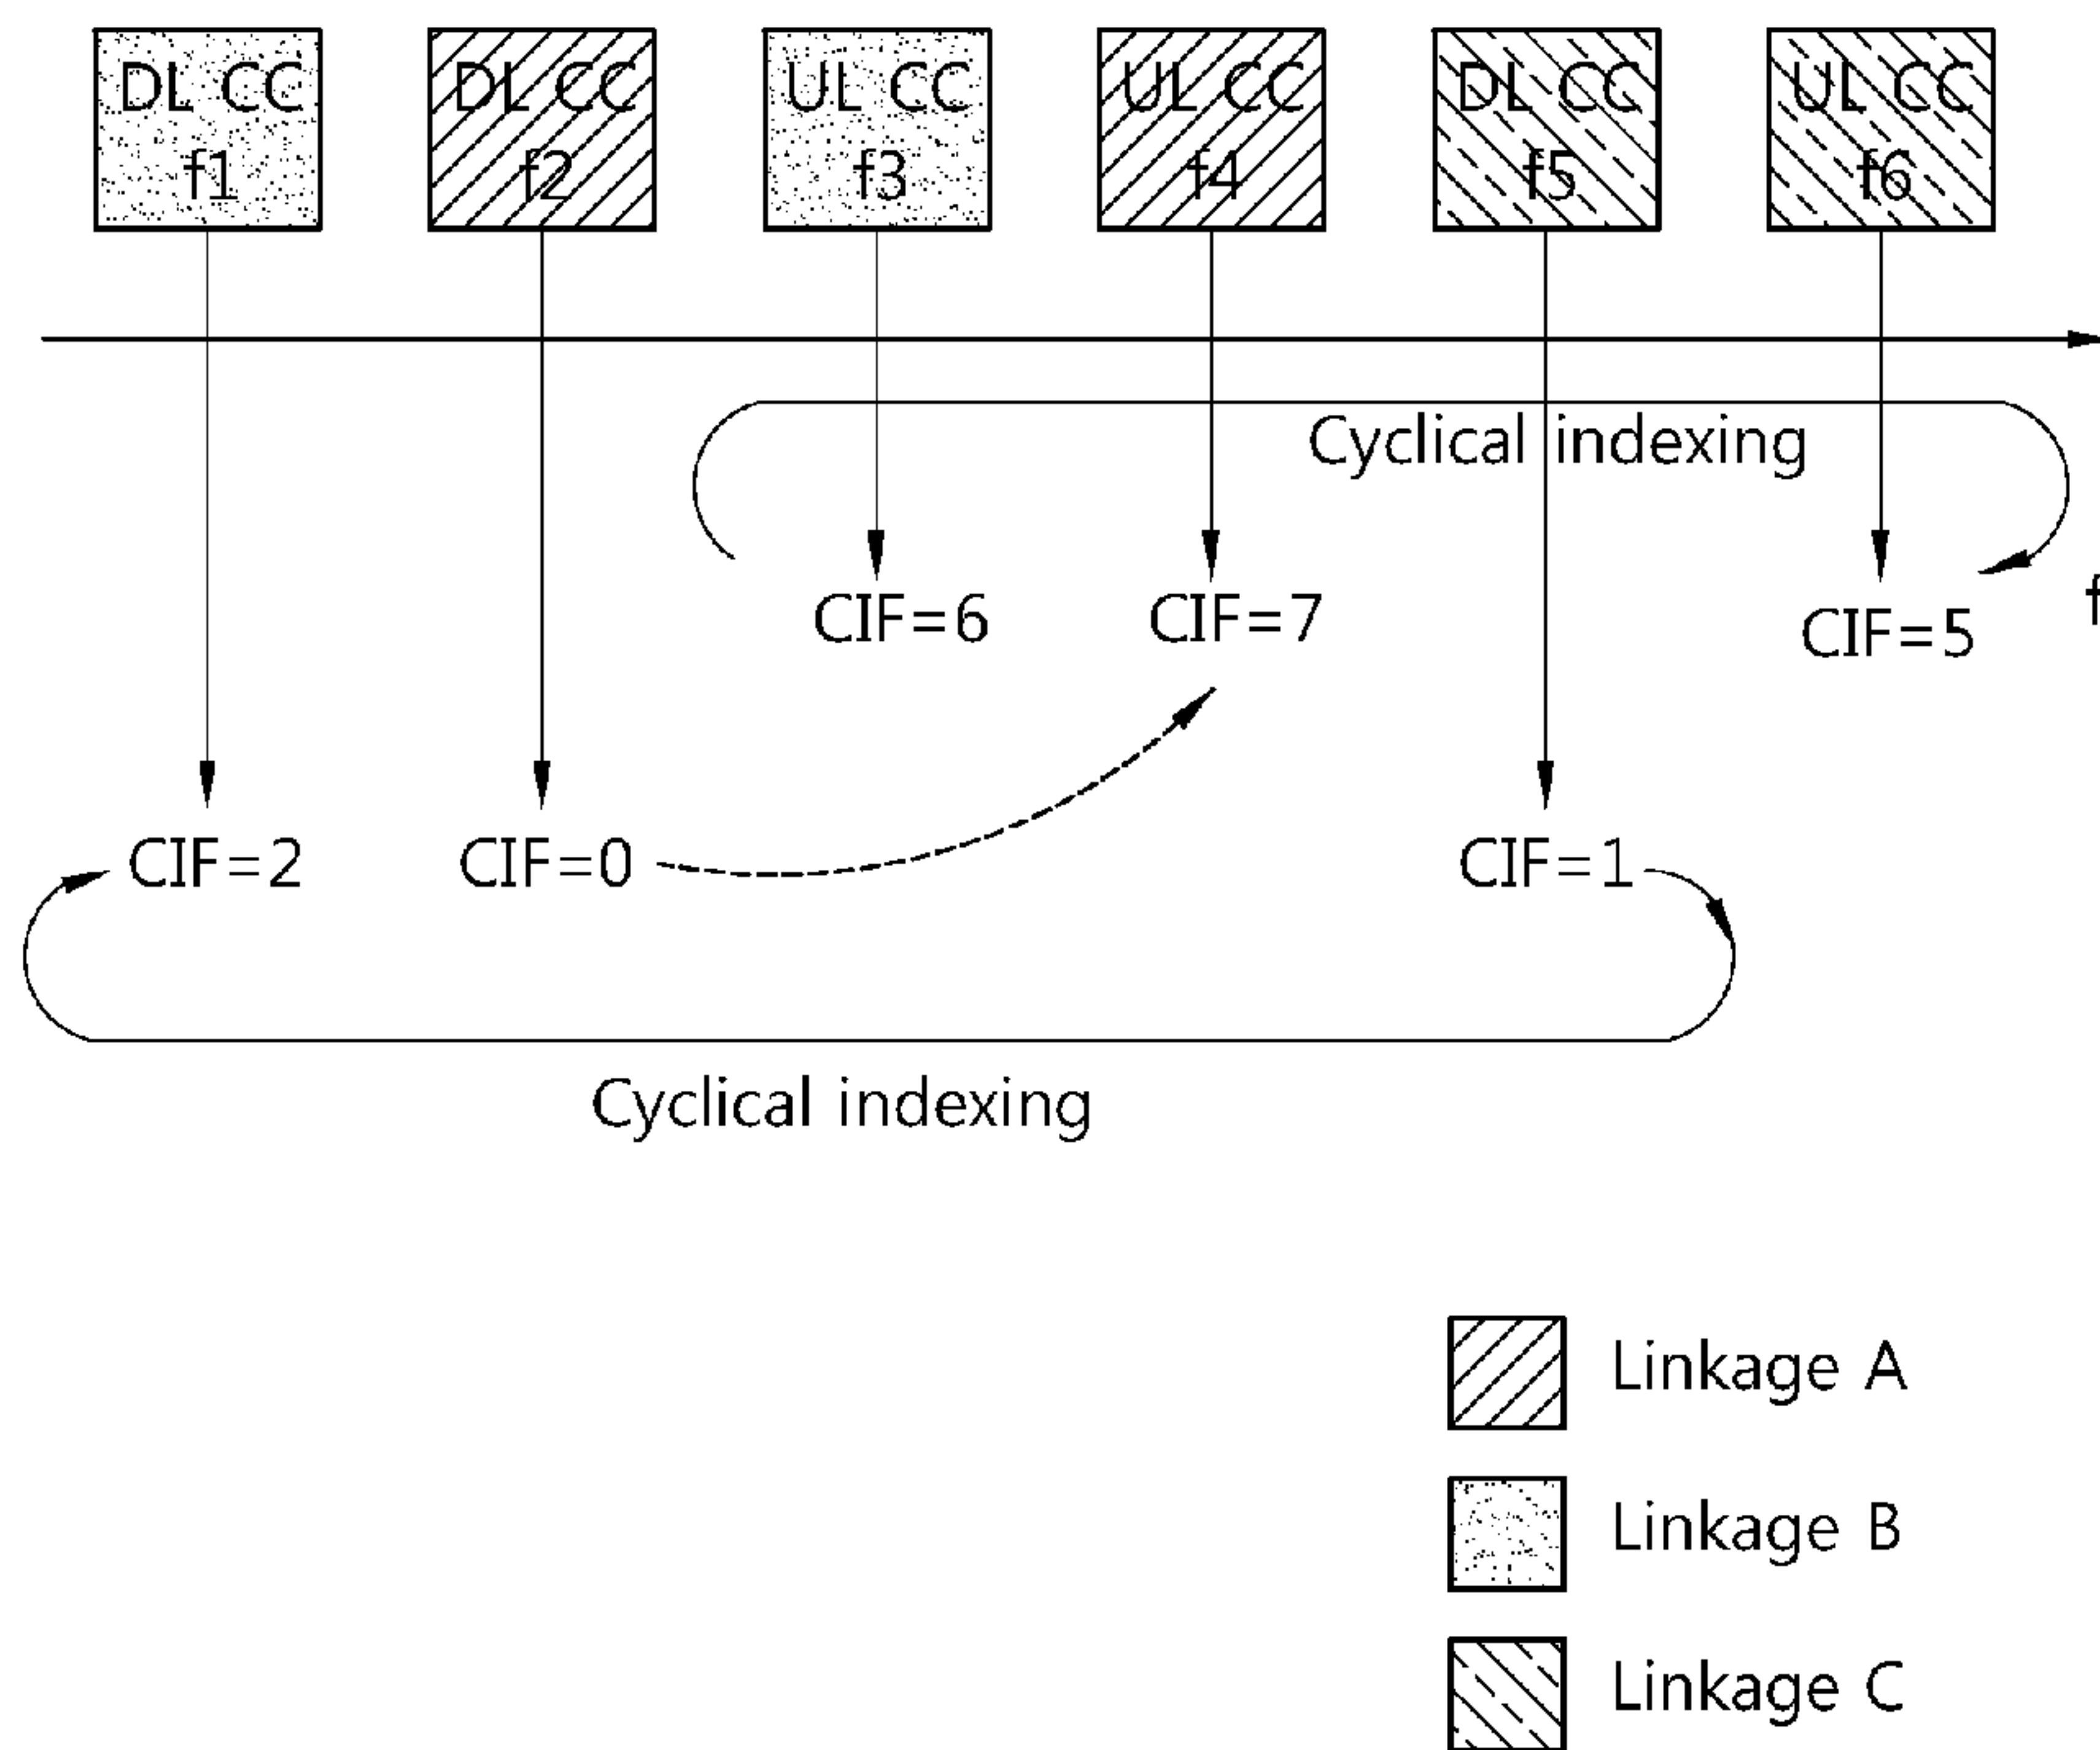 DL CC
f1
DL CC
f2
UL CC
f3
UL CC
f4
DL CC
f5
UL CC
f6
Cyclical indexing
CIF=6
CIF=7
CIF=5
f
CIF=2
CIF=0
CIF=1
Cyclical indexing
Linkage A
Linkage B
Linkage C